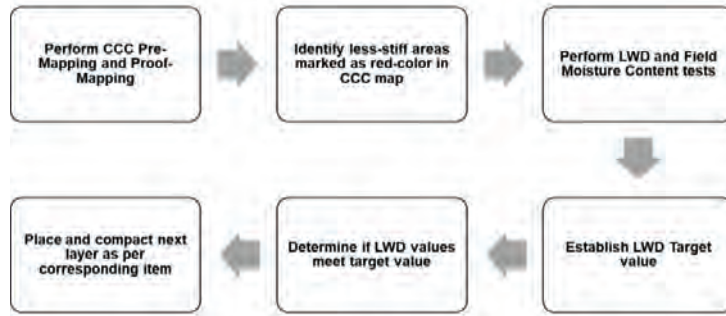 Perform CCC Pre-
Mapping and Proof-
Mapping
Identify less-stiff areas
marked as red-color in
CCC map
Perform LWD and Field
Moisture Content tests
Establish LWD Target
value
Determine if LWD values
meet target value
Place and compact next
layer as per
corresponding item